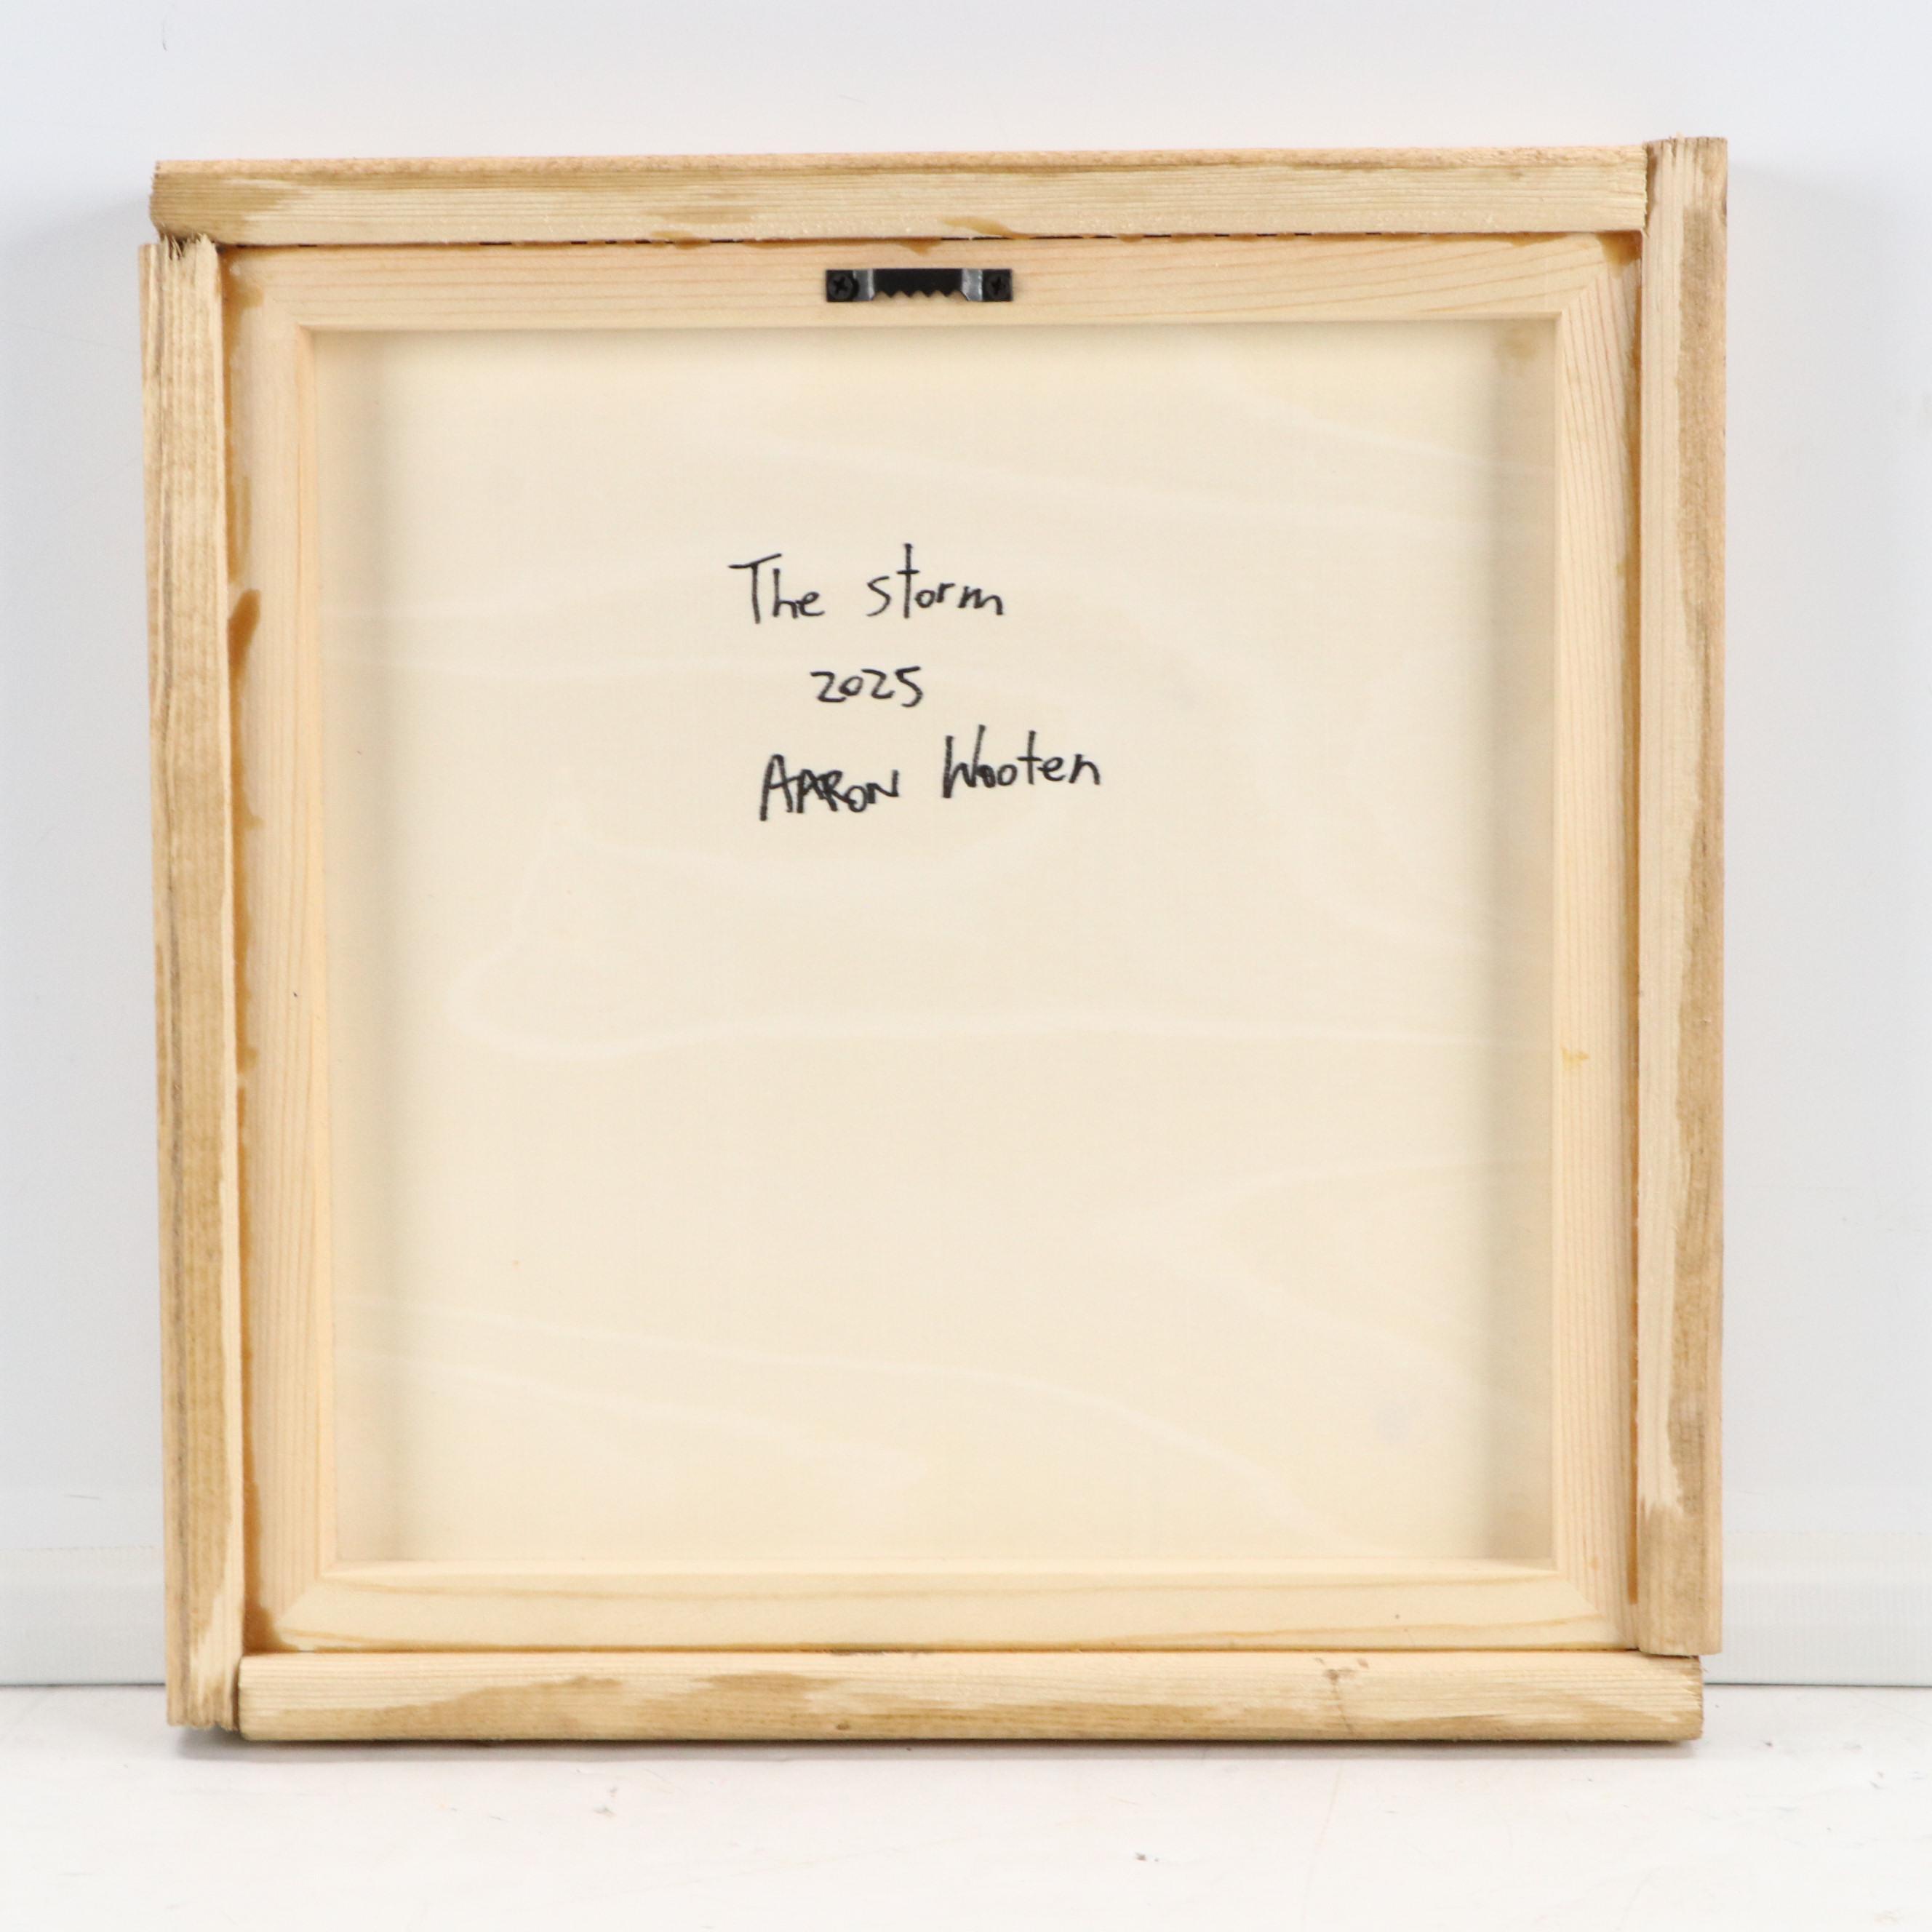 The storm
2025
AARON Wooten